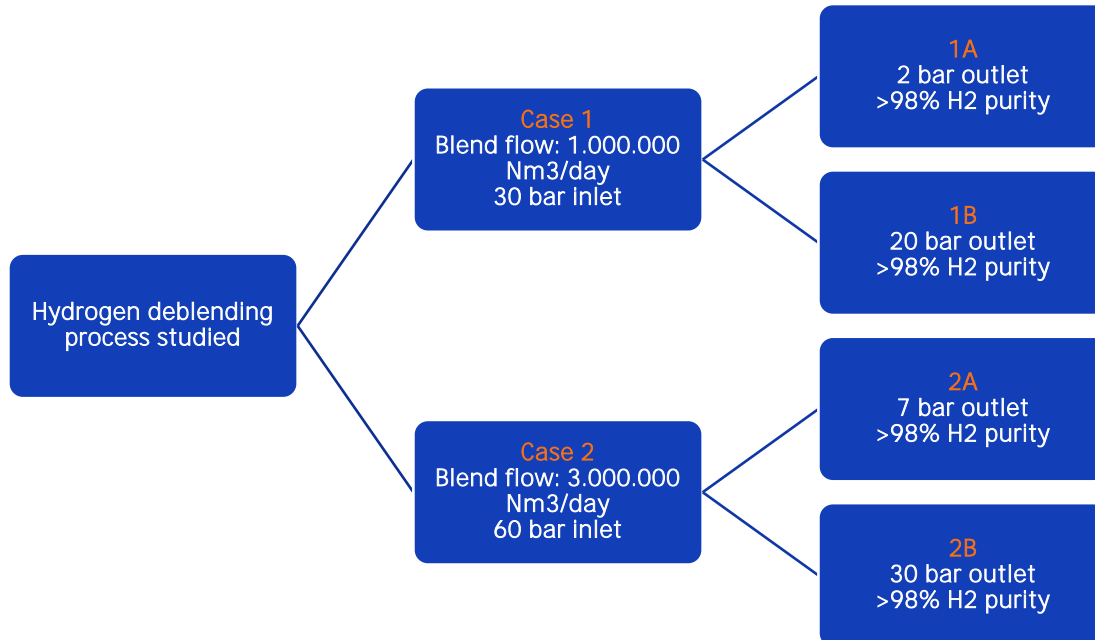 Hydrogen deblending
process studied
Case 1
Blend flow: 1.000.000
Nm3/day
30 bar inlet
Case 2
Blend flow: 3.000.000
Nm3/day
60 bar inlet
1A
2 bar outlet
>98% H2 purity
1B
20 bar outlet
>98% H2 purity
2A
7 bar outlet
>98% H2 purity
2B
30 bar outlet
>98% H2 purity